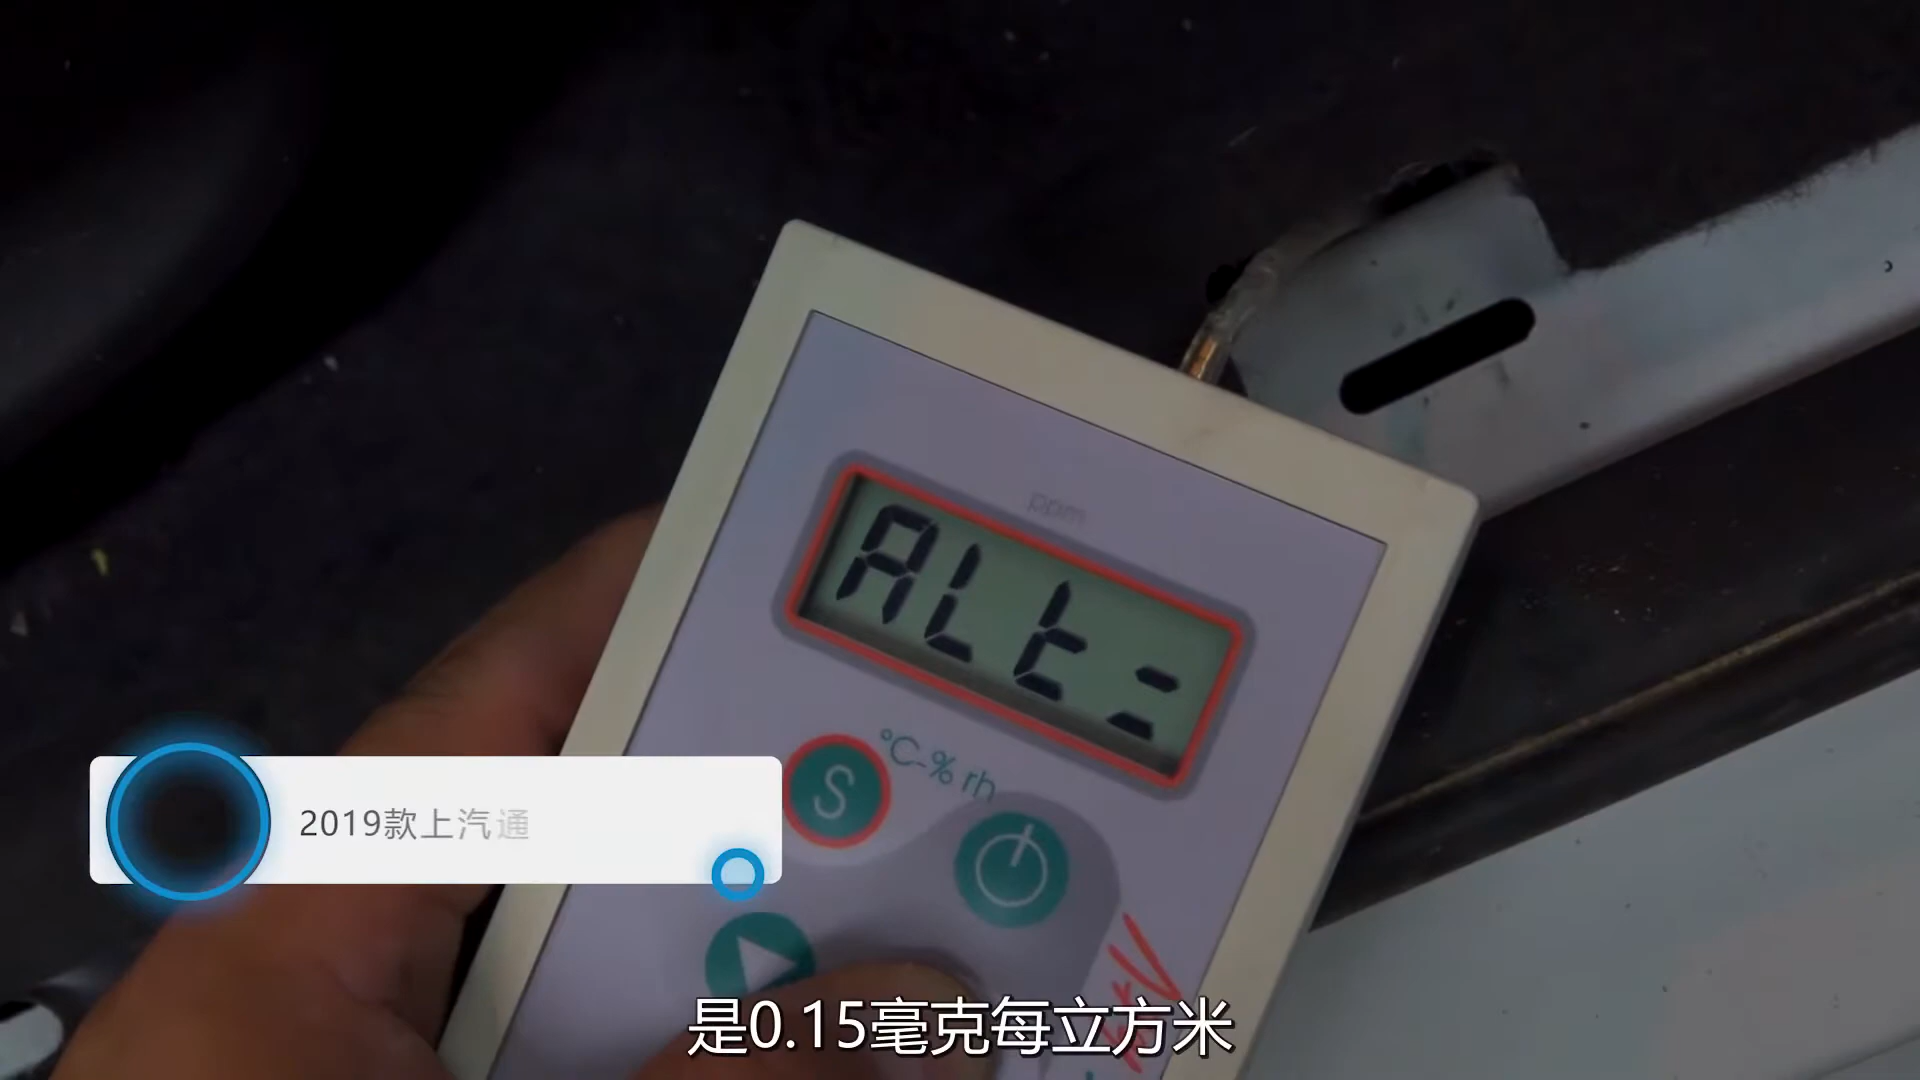 ppm
ALt=
S
°C-% rh
2019款上汽通
是0.15毫克每立方米